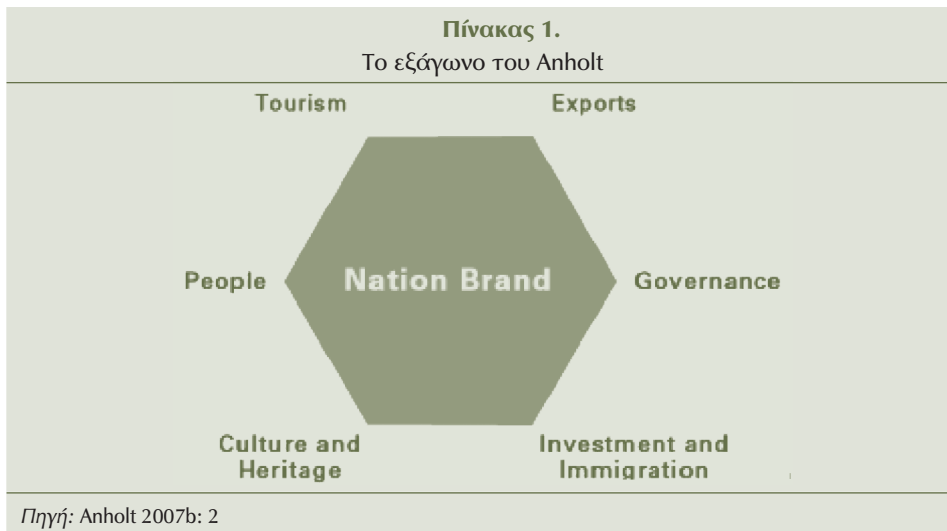 Πίνακας 1.
Το εξάγωνο του Anholt
Tourism
Exports
People
Nation Brand
Governance
Culture and
Heritage
Investment and
Immigration
Πηγή: Anholt 2007b: 2